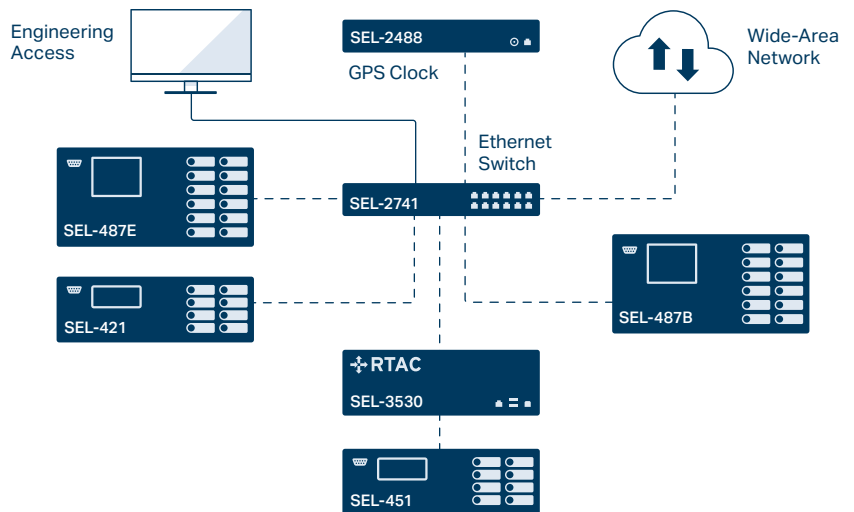 Engineering
Access
SEL-2488
GPS Clock
Wide-Area
Network
Ethernet
Switch
SEL-2741
SEL-487E
SEL-421
SEL-487B
RTAC
SEL-3530
SEL-451